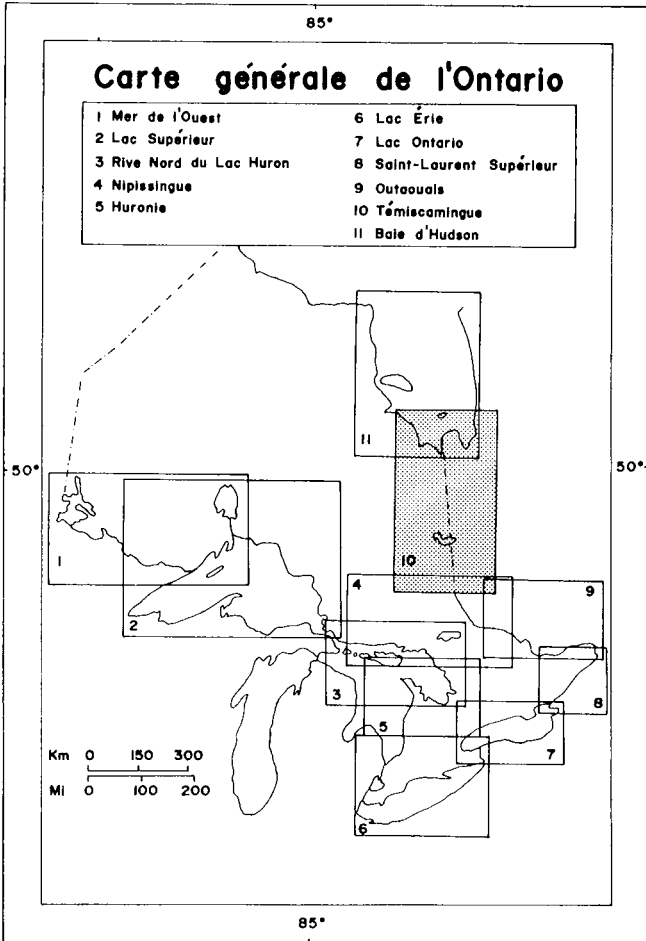 85°
Carte générale de l'Ontario
1 Mer de l'Ouest
2 Lac Supérieur
3 Rive Nord du Lac Huron
4 Nipissingue
5 Huronie
6 Lac Érie
7 Lac Ontario
8 Saint-Laurent Supérieur
9 Outaouais
10 Témiscamingue
11 Baie d'Hudson
50°
50°
11
10
1
2
4
9
3
5
8
7
6
Km 0 150 300
Mi 0 100 200
85°